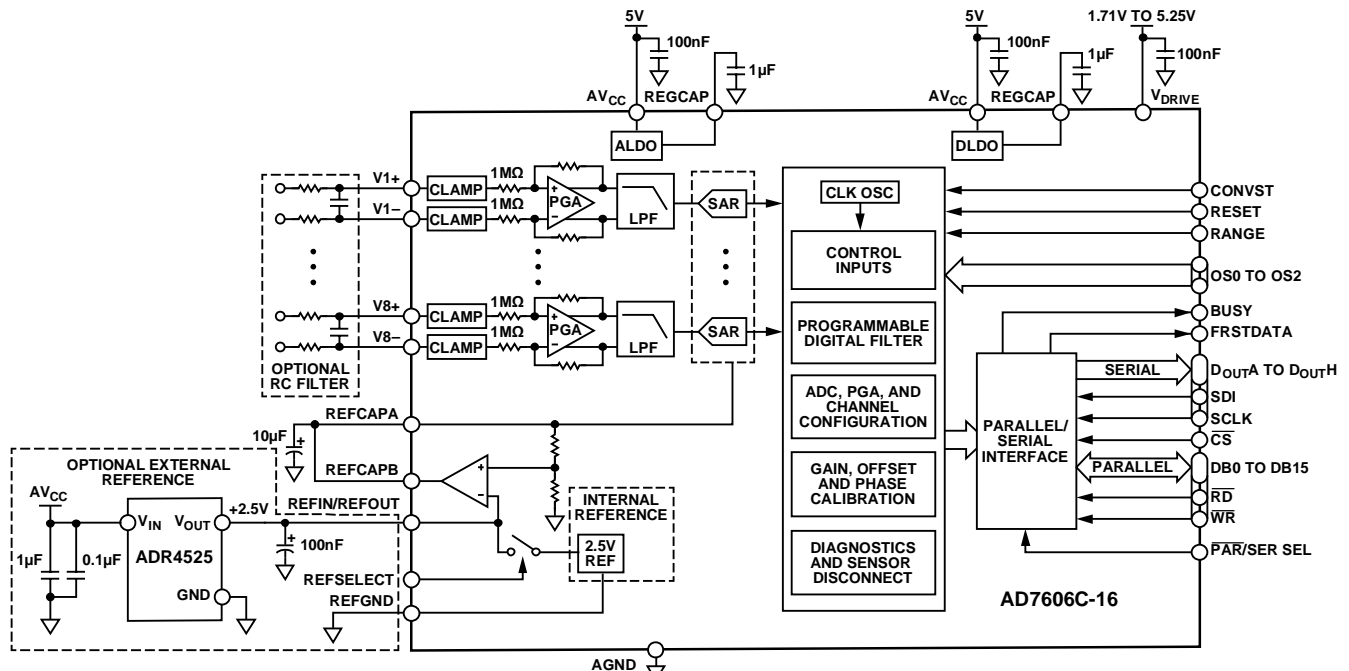 5V
100nF
1µF
AVCC
REGCAP
ALDO
5V
100nF
1µF
AVCC
REGCAP
DLDO
1.71V TO 5.25V
100nF
VDRIVE
V1+
V1–
CLAMP
CLAMP
1MΩ
1MΩ
+
PGA
–
LPF
SAR
V8+
V8–
CLAMP
CLAMP
1MΩ
1MΩ
+
PGA
–
LPF
SAR
OPTIONAL
RC FILTER
CLK OSC
CONTROL
INPUTS
PROGRAMMABLE
DIGITAL FILTER
ADC, PGA, AND
CHANNEL
CONFIGURATION
GAIN, OFFSET
AND PHASE
CALIBRATION
DIAGNOSTICS
AND SENSOR
DISCONNECT
CONVST
RESET
RANGE
OS0 TO OS2
BUSY
FRSTDATA
SERIAL
DOUTA TO DOUTH
SDI
SCLK
CS
PARALLEL/
SERIAL
INTERFACE
PARALLEL
DB0 TO DB15
RD
WR
PAR/SER SEL
REFCAPA
10µF
+
REFCAPB
+
–
OPTIONAL EXTERNAL
REFERENCE
REFIN/REFOUT
AVCC
VIN
VOUT
+2.5V
ADR4525
1µF
0.1µF
+
100nF
GND
INTERNAL
REFERENCE
2.5V
REF
REFSELECT
REFGND
AGND
AD7606C-16